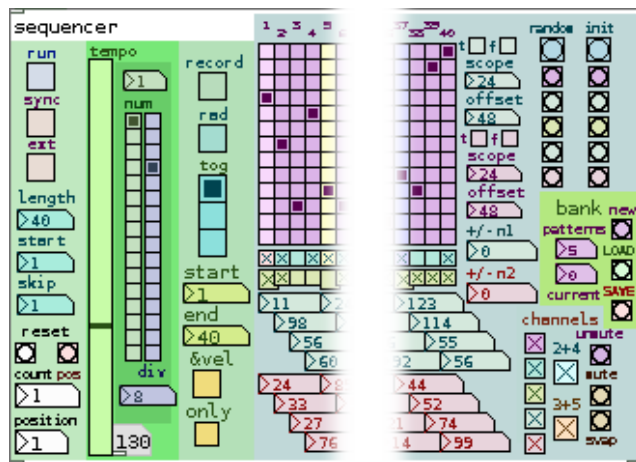 sequencer
run
sync
ext
length
40
start
1
skip
1
reset
count pos
1
position
1
tempo
1
num
div
8
130
record
rad
tog
start
1
end
40
&vel
only
1 2 3 4 5
37 38 39 40
11
98
56
60
24
33
27
76
123
114
55
92 56
44
52
21 74
14 99
t f
scope
24
offset
48
t f
scope
24
offset
48
+/- n1
0
+/- n2
0
random init
bank new
patterns
5 LOAD
0
current SAVE
channels
unmute
2+4
mute
3+5
swap